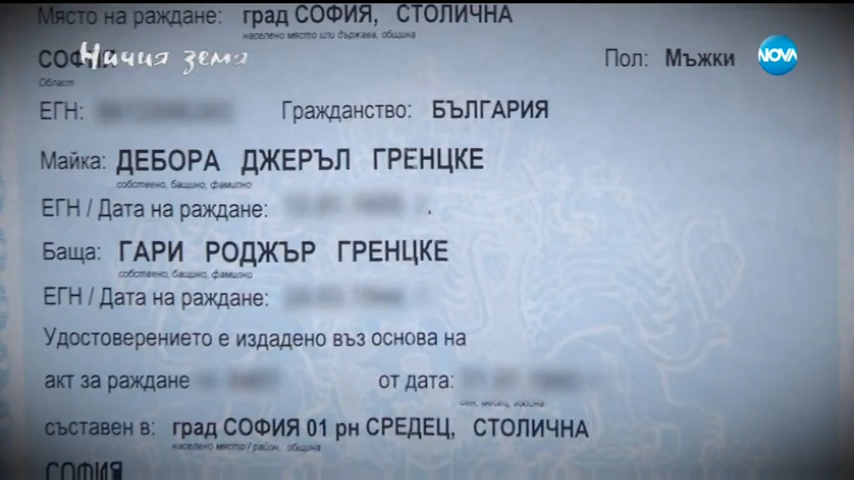 Място на раждане: град СОФИЯ, СТОЛИЧНА
населено място или държава, община
СОФИЯ Пол: Мъжки
Област
Ничия земя
NOVA
ЕГН: Гражданство: БЪЛГАРИЯ
Майка: ДЕБОРА ДЖЕРЪЛ ГРЕНЦКЕ
собствено, бащино, фамилно
ЕГН / Дата на раждане:
Баща: ГАРИ РОДЖЪР ГРЕНЦКЕ
собствено, бащино, фамилно
ЕГН / Дата на раждане:
Удостоверението е издадено въз основа на
акт за раждане от дата:
ден, месец, година
съставен в: град СОФИЯ 01 рн СРЕДЕЦ, СТОЛИЧНА
населено място / район, община
СОФИЯ